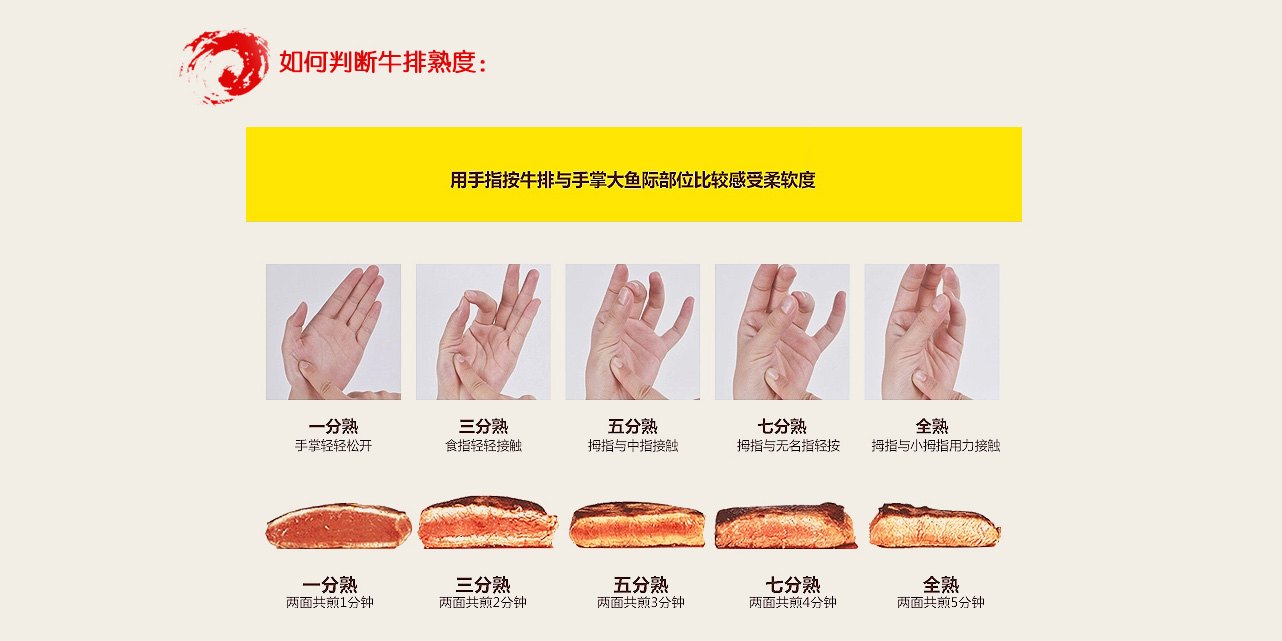 如何判断牛排熟度：
用手指按牛排与手掌大鱼际部位比较感受柔软度
一分熟 三分熟 五分熟 七分熟 全熟
手掌轻轻松开 食指轻轻接触 拇指与中指接触 拇指与无名指轻按 拇指与小拇指用力接触
一分熟 三分熟 五分熟 七分熟 全熟
两面共煎1分钟 两面共煎2分钟 两面共煎3分钟 两面共煎4分钟 两面共煎5分钟